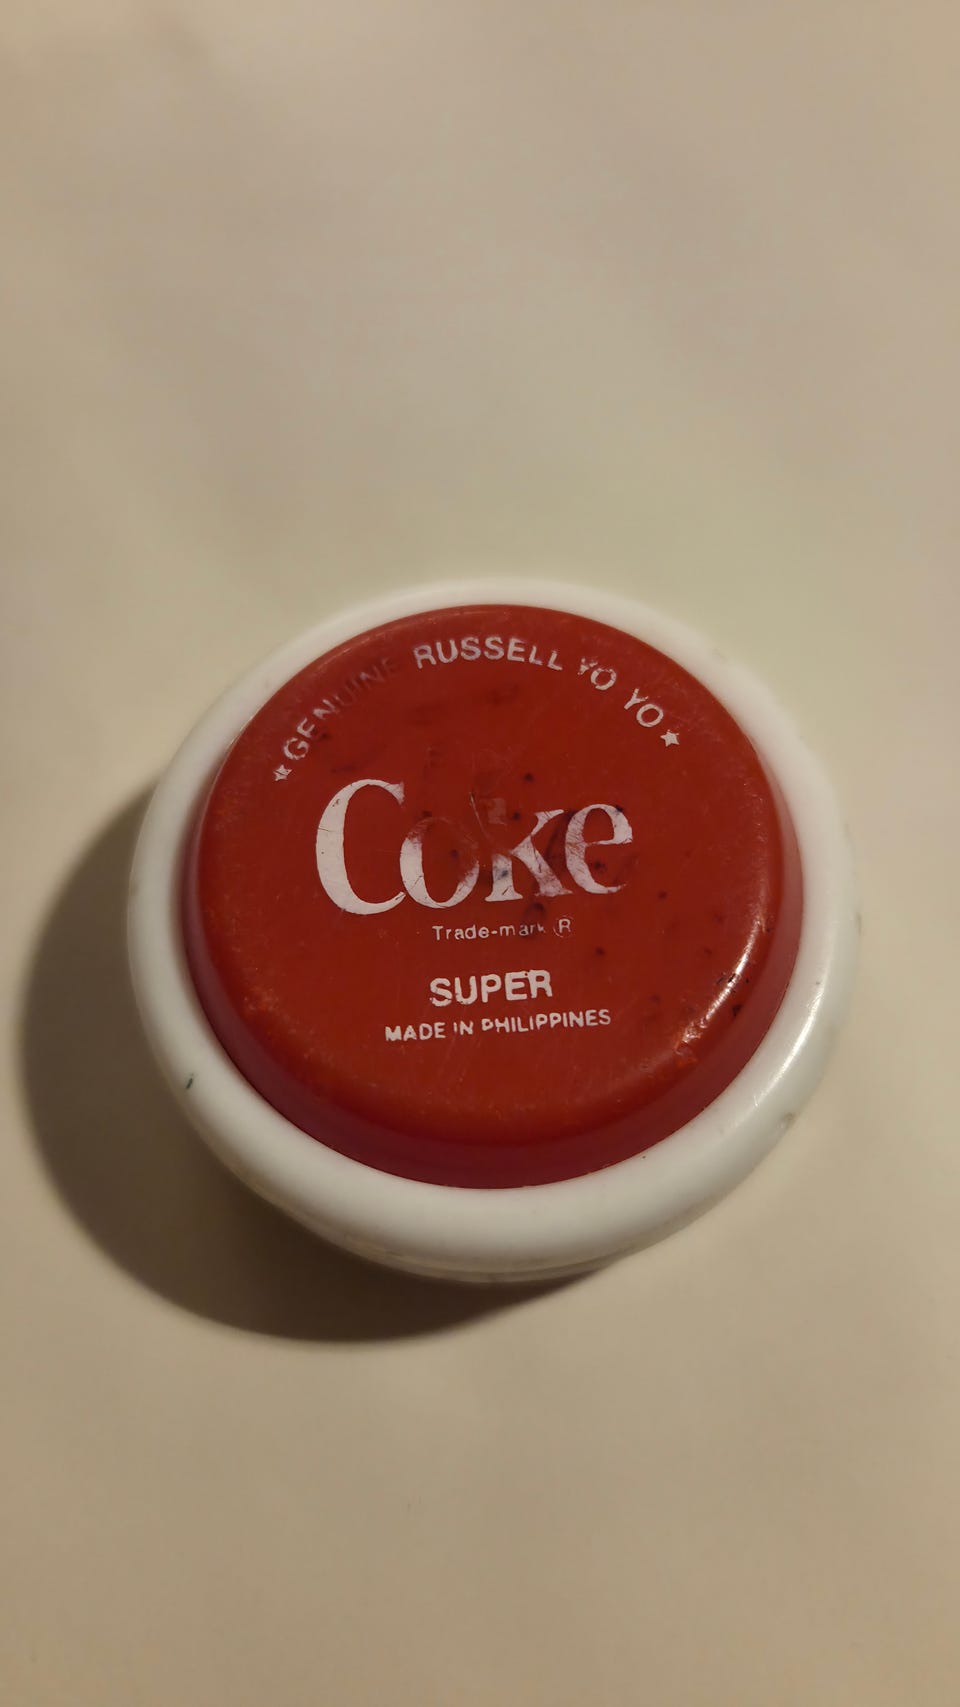 ★GENUINE RUSSELL YO YO★
Coke
Trade-mark ®
SUPER
MADE IN PHILIPPINES